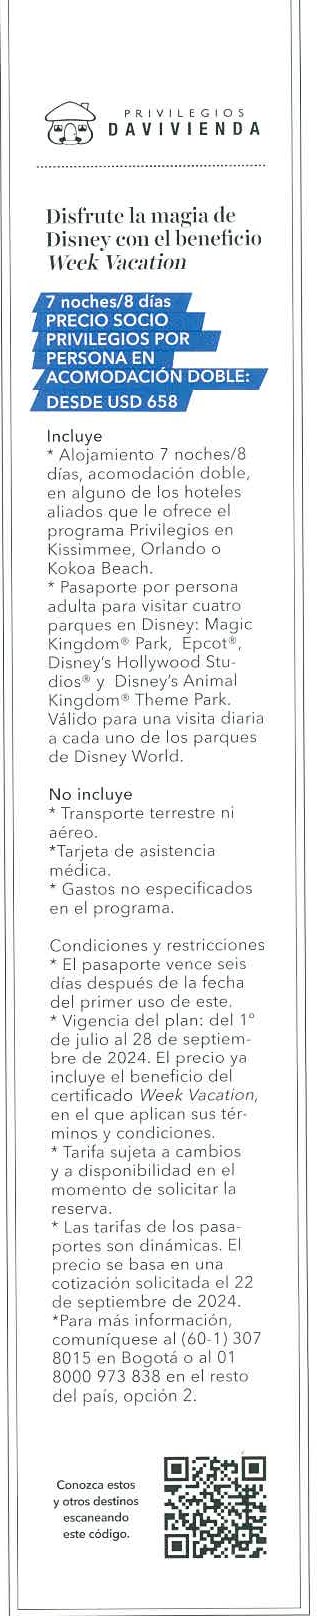 PRIVILEGIOS
DAVIVIENDA
Disfrute la magia de
Disney con el beneficio
Week Vacation
7 noches/8 días
PRECIO SOCIO
PRIVILEGIOS POR
PERSONA EN
ACOMODACIÓN DOBLE:
DESDE USD 658
Incluye
* Alojamiento 7 noches/8
días, acomodación doble,
en alguno de los hoteles
aliados que le ofrece el
programa Privilegios en
Kissimmee, Orlando o
Kokoa Beach.
* Pasaporte por persona
adulta para visitar cuatro
parques en Disney: Magic
Kingdom® Park, Epcot®,
Disney's Hollywood Stu-
dios® y Disney's Animal
Kingdom® Theme Park.
Válido para una visita diaria
a cada uno de los parques
de Disney World.
No incluye
* Transporte terrestre ni
aéreo.
*Tarjeta de asistencia
médica.
* Gastos no especificados
en el programa.
Condiciones y restricciones
* El pasaporte vence seis
días después de la fecha
del primer uso de este.
* Vigencia del plan: del 1°
de julio al 28 de septiem-
bre de 2024. El precio ya
incluye el beneficio del
certificado Week Vacation,
en el que aplican sus tér-
minos y condiciones.
* Tarifa sujeta a cambios
y a disponibilidad en el
momento de solicitar la
reserva.
* Las tarifas de los pasa-
portes son dinámicas. El
precio se basa en una
cotización solicitada el 22
de septiembre de 2024.
*Para más información,
comuníquese al (60-1) 307
8015 en Bogotá o al 01
8000 973 838 en el resto
del país, opción 2.
Conozca estos
y otros destinos
escaneando
este código.